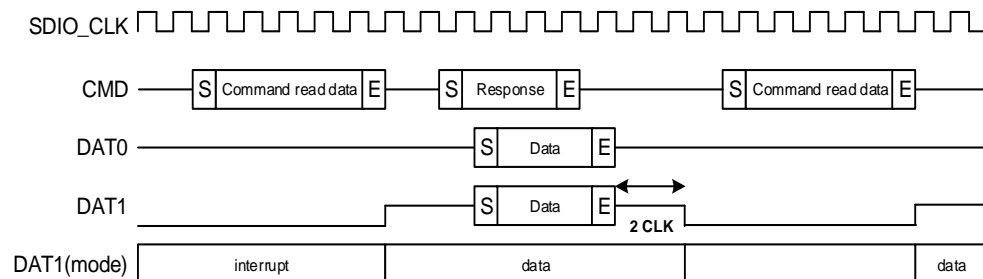 SDIO_CLK
CMD S Command read data E S Response E S Command read data E
DAT0 S Data E
DAT1 S Data E
2 CLK
DAT1(mode) interrupt data data